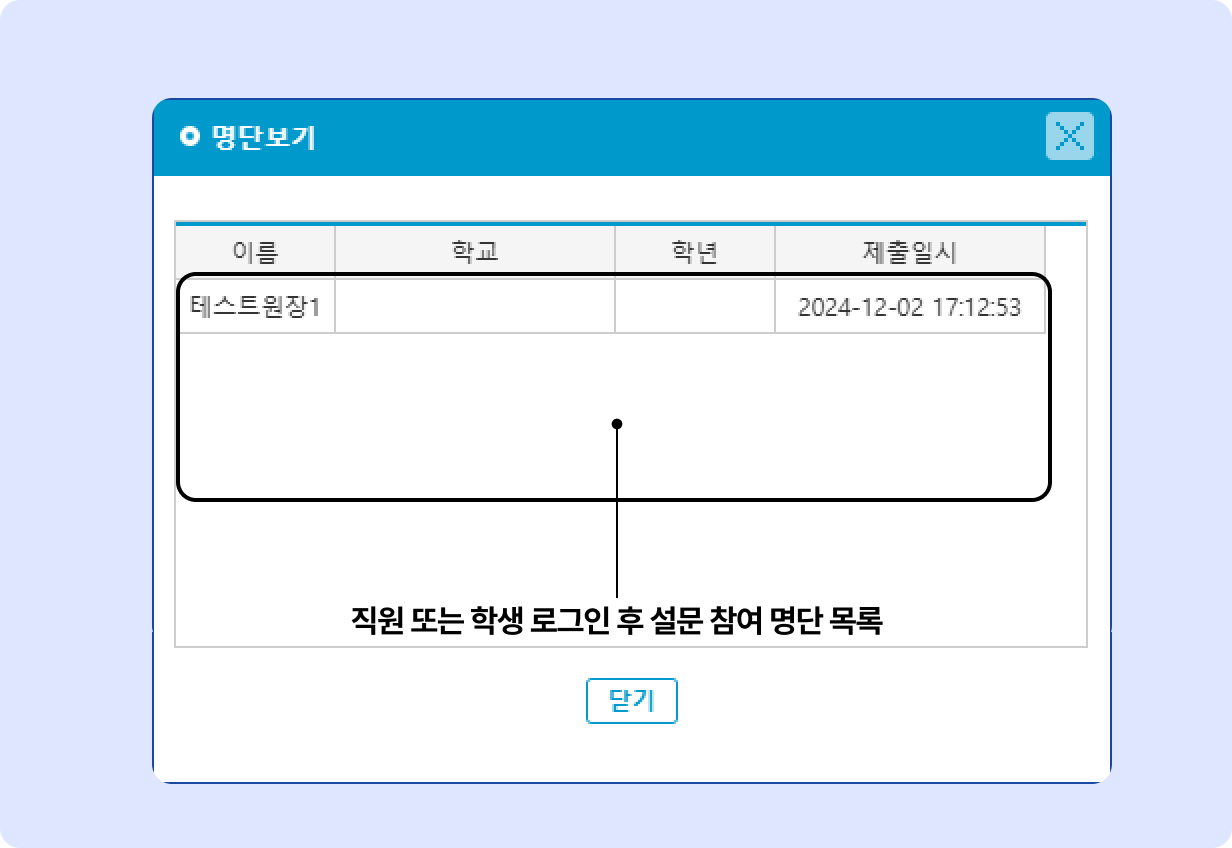 명단보기
이름 학교 학년 제출일시
테스트원장1 2024-12-02 17:12:53
직원 또는 학생 로그인 후 설문 참여 명단 목록
닫기